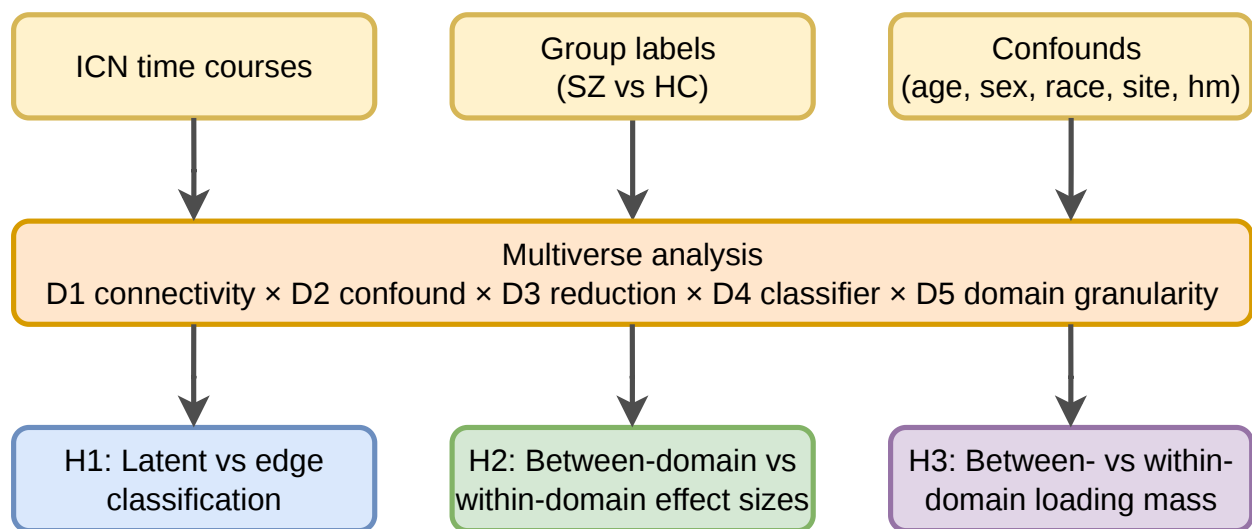 ICN time courses
Group labels
(SZ vs HC)
Confounds
(age, sex, race, site, hm)
Multiverse analysis
D1 connectivity × D2 confound × D3 reduction × D4 classifier × D5 domain granularity
H1: Latent vs edge
classification
H2: Between-domain vs
within-domain effect sizes
H3: Between- vs within-
domain loading mass